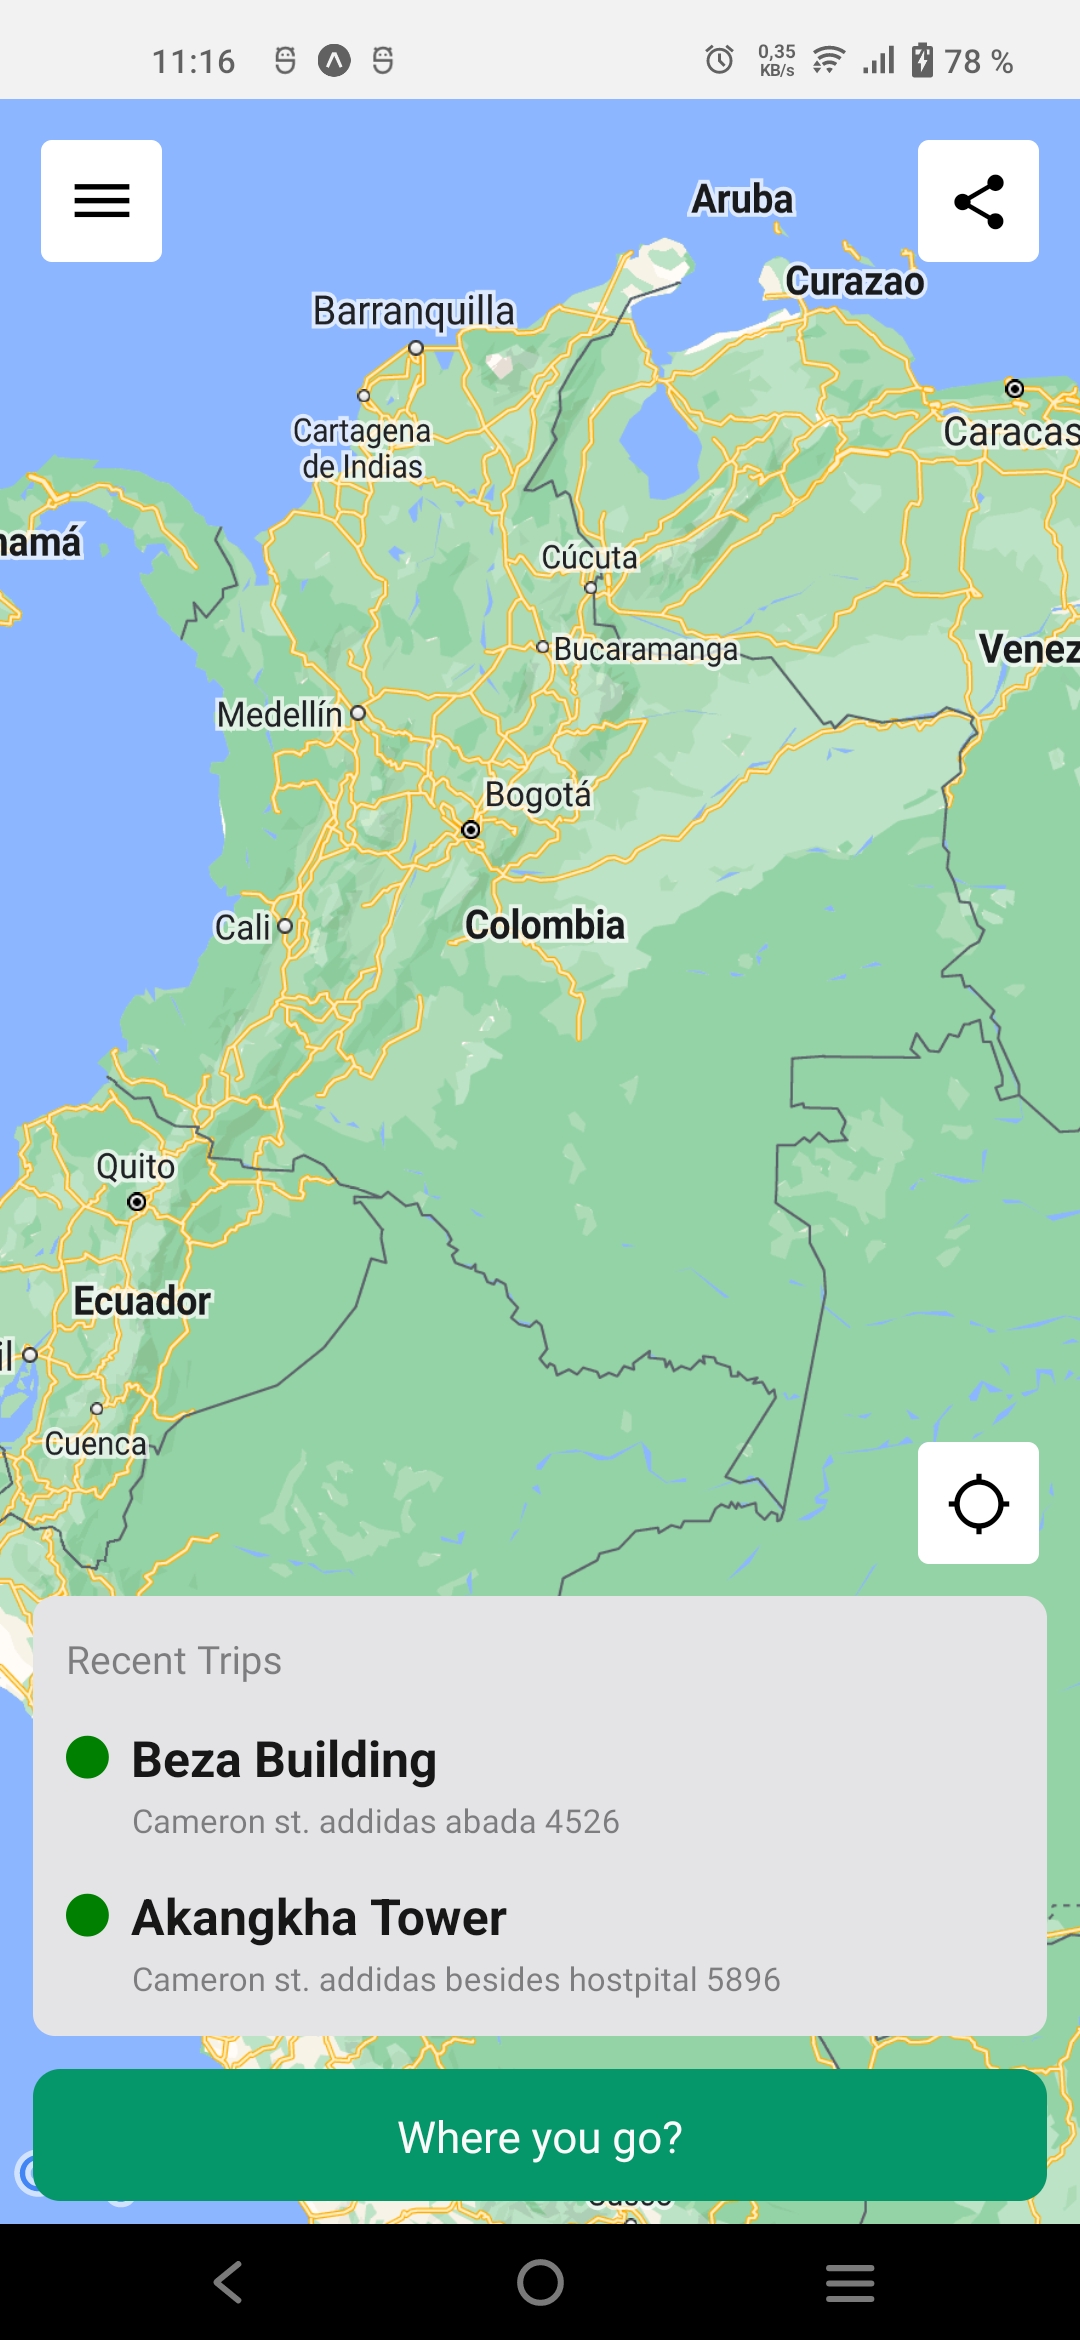 11:16
0,35
KB/s
78 %
Aruba
Curazao
Barranquilla
Cartagena
de Indias
Caracas
namá
Cúcuta
Bucaramanga
Venez
Medellín
Bogotá
Cali
Colombia
Quito
Ecuador
il
Cuenca
Recent Trips
Beza Building
Cameron st. addidas abada 4526
Akangkha Tower
Cameron st. addidas besides hostpital 5896
Where you go?